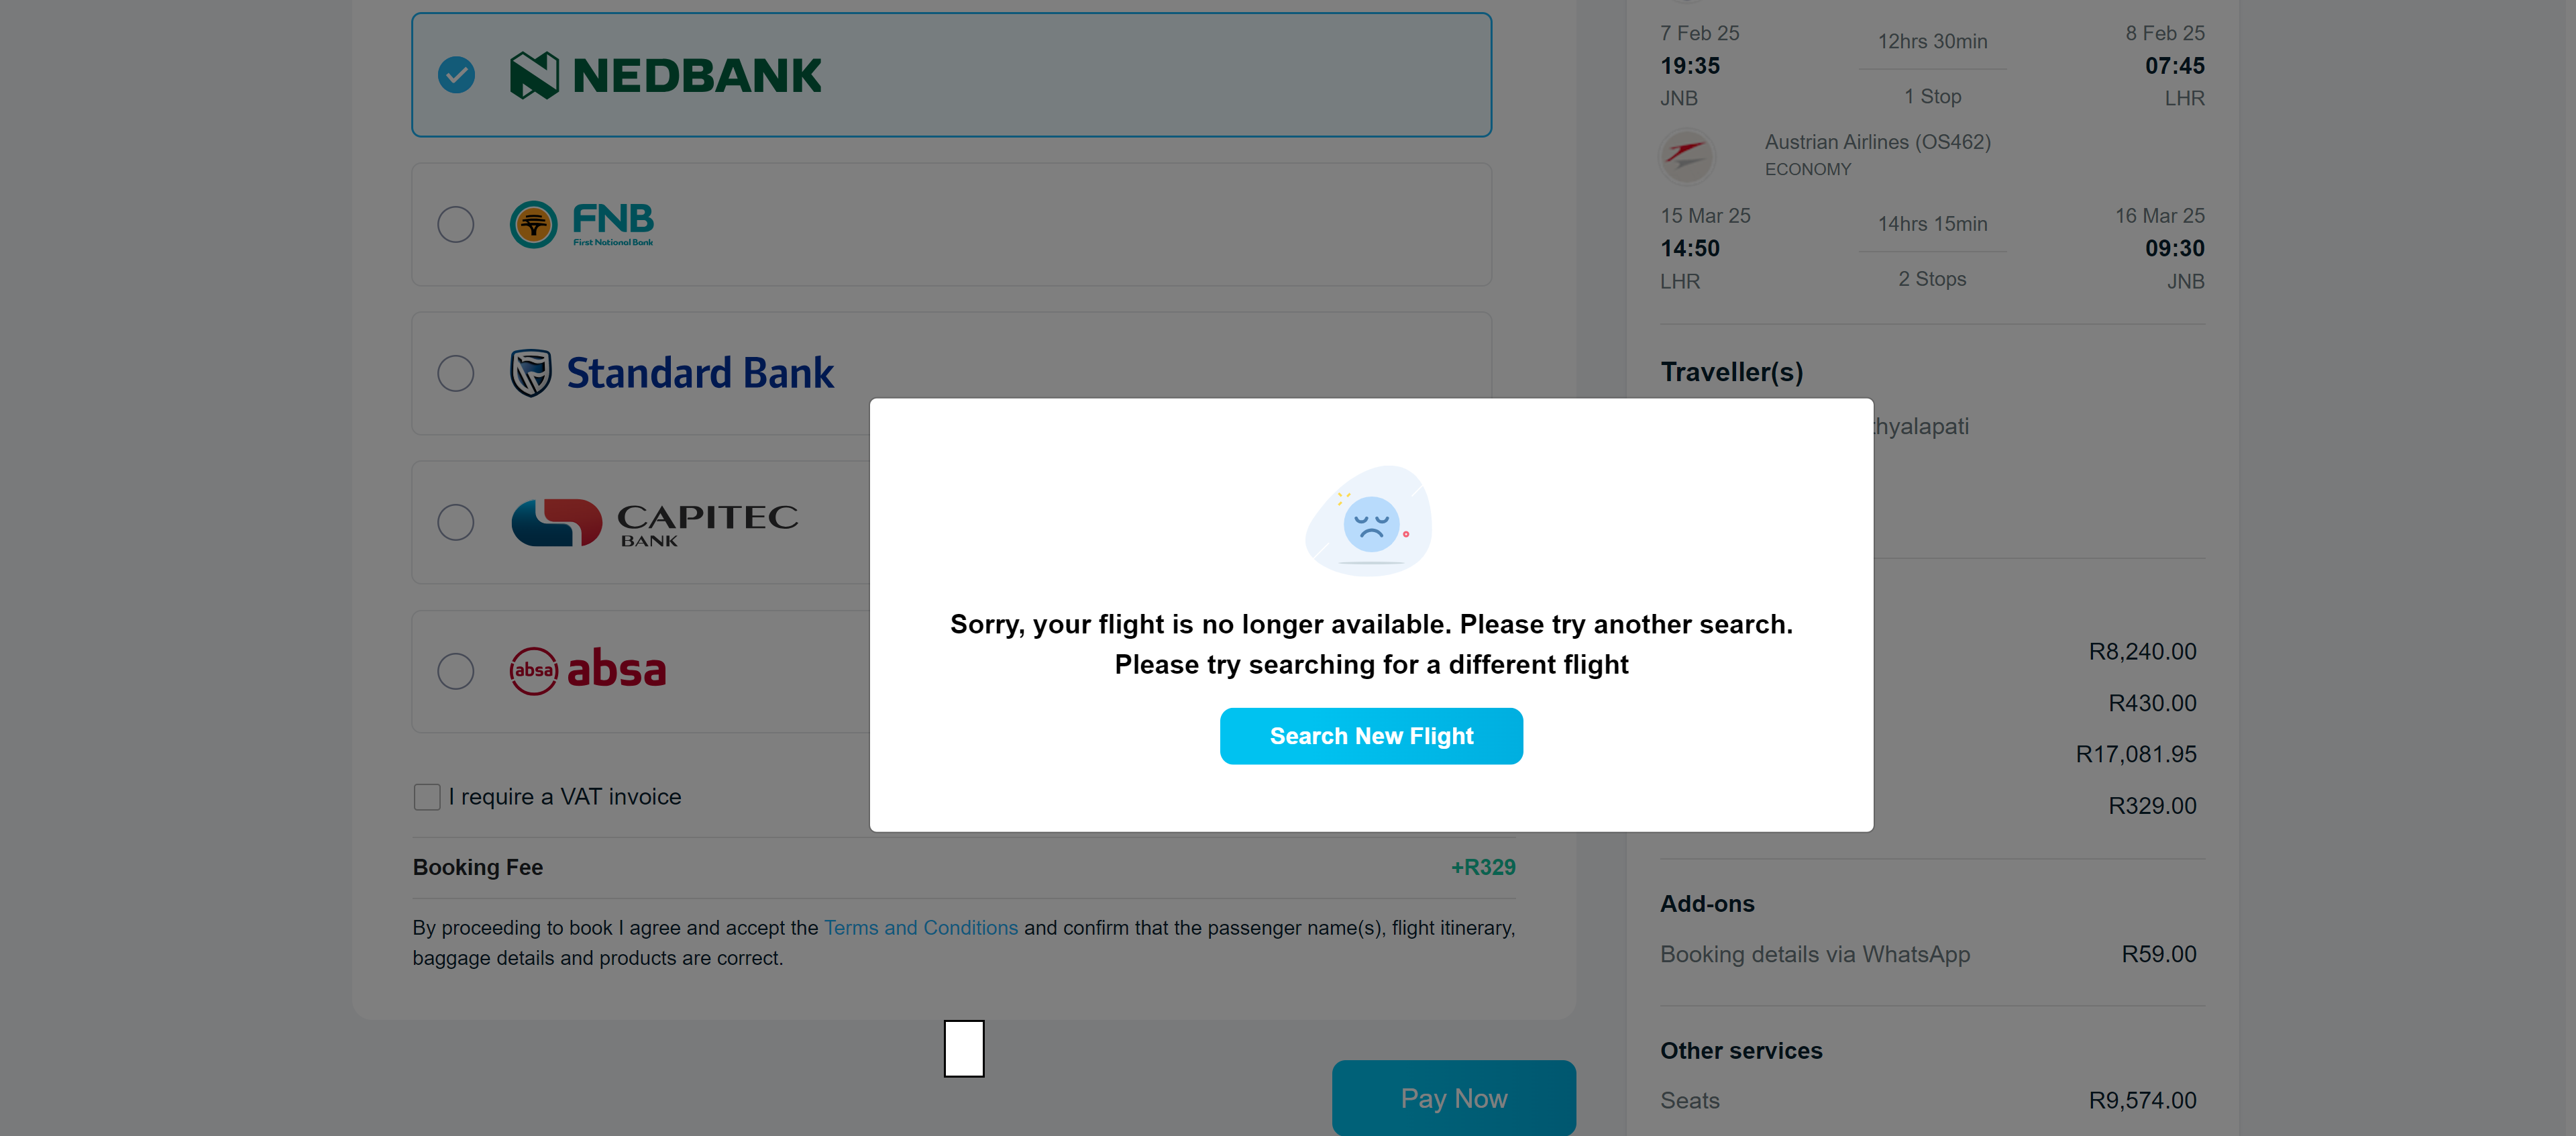 NEDBANK
FNB
First National Bank
Standard Bank
CAPITEC
BANK
absa absa
I require a VAT invoice
Booking Fee +R329
By proceeding to book I agree and accept the Terms and Conditions and confirm that the passenger name(s), flight itinerary,
baggage details and products are correct.
Pay Now
Sorry, your flight is no longer available. Please try another search.
Please try searching for a different flight
Search New Flight
7 Feb 25 12hrs 30min 8 Feb 25
19:35 07:45
JNB 1 Stop LHR
Austrian Airlines (OS462)
ECONOMY
15 Mar 25 14hrs 15min 16 Mar 25
14:50 09:30
LHR 2 Stops JNB
Traveller(s)
hyalapati
R8,240.00
R430.00
R17,081.95
R329.00
Add-ons
Booking details via WhatsApp R59.00
Other services
Seats R9,574.00